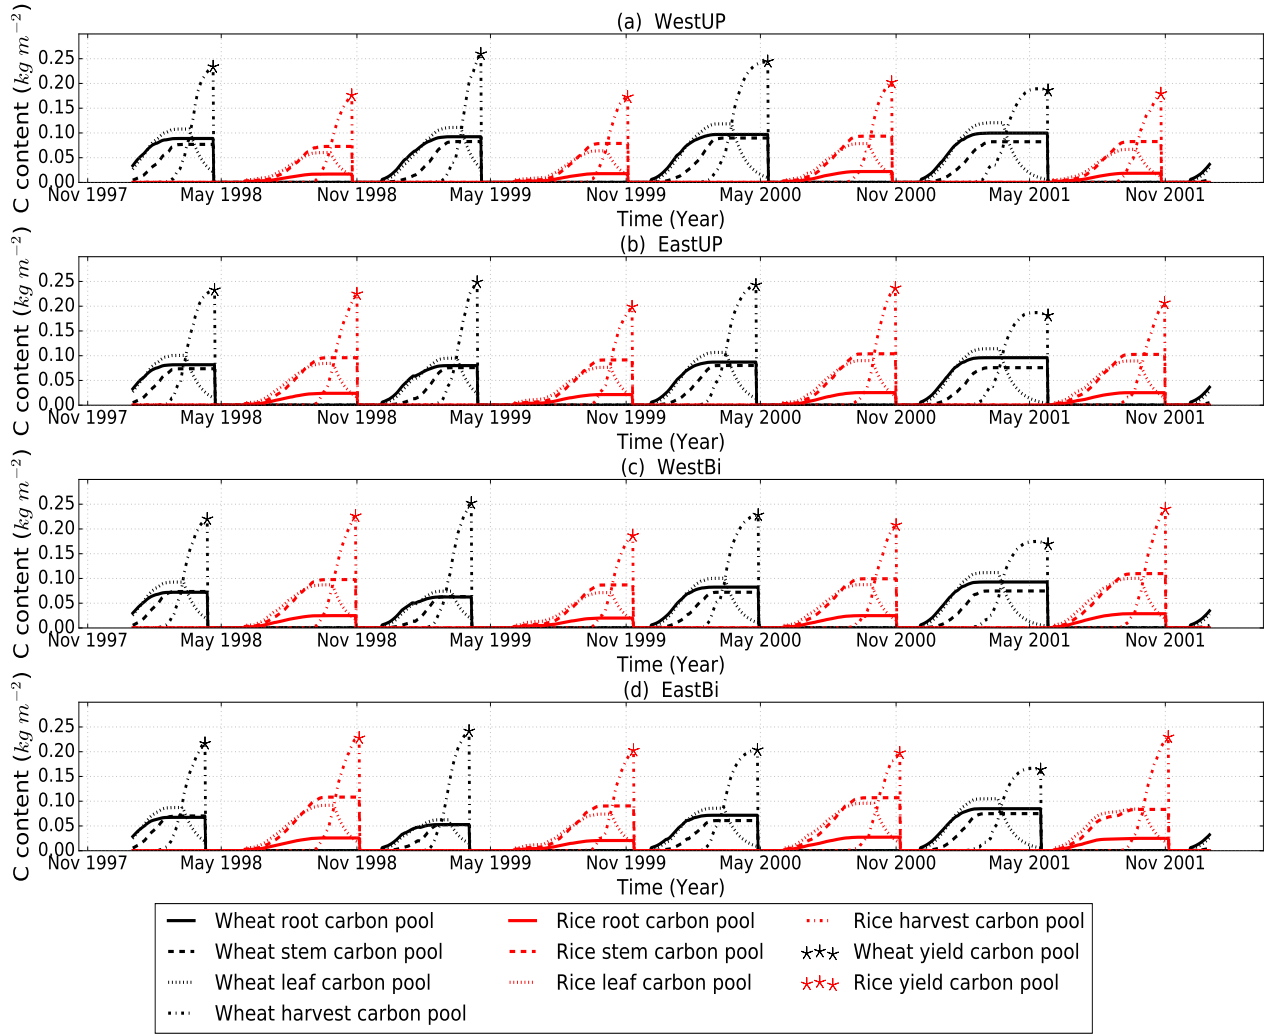 (a) WestUP
C content (kg m⁻²)
0.25
0.20
0.15
0.10
0.05
0.00
Nov 1997 May 1998 Nov 1998 May 1999 Nov 1999 May 2000 Nov 2000 May 2001 Nov 2001
Time (Year)
(b) EastUP
C content (kg m⁻²)
0.25
0.20
0.15
0.10
0.05
0.00
Nov 1997 May 1998 Nov 1998 May 1999 Nov 1999 May 2000 Nov 2000 May 2001 Nov 2001
Time (Year)
(c) WestBi
C content (kg m⁻²)
0.25
0.20
0.15
0.10
0.05
0.00
Nov 1997 May 1998 Nov 1998 May 1999 Nov 1999 May 2000 Nov 2000 May 2001 Nov 2001
Time (Year)
(d) EastBi
C content (kg m⁻²)
0.25
0.20
0.15
0.10
0.05
0.00
Nov 1997 May 1998 Nov 1998 May 1999 Nov 1999 May 2000 Nov 2000 May 2001 Nov 2001
Time (Year)
Wheat root carbon pool
Wheat stem carbon pool
Wheat leaf carbon pool
Wheat harvest carbon pool
Rice root carbon pool
Rice stem carbon pool
Rice leaf carbon pool
Rice harvest carbon pool
Wheat yield carbon pool
Rice yield carbon pool